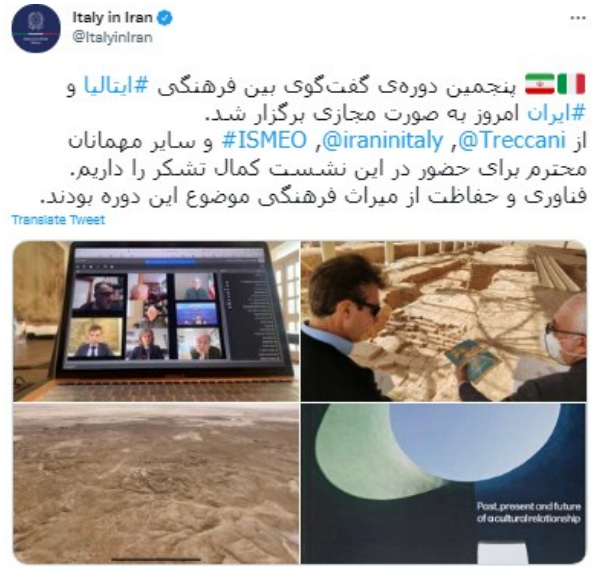 Italy in Iran
@ItalyinIran
پنجمین دوره‌ی گفت‌گوی بین فرهنگی #ایتالیا و
#ایران امروز به صورت مجازی برگزار شد.
از @Treccani, @iraninitaly, #ISMEO و سایر مهمانان
محترم برای حضور در این نشست کمال تشکر را داریم.
فناوری و حفاظت از میراث فرهنگی موضوع این دوره بودند.
Translate Tweet
Past, present and future
of a cultural relationship